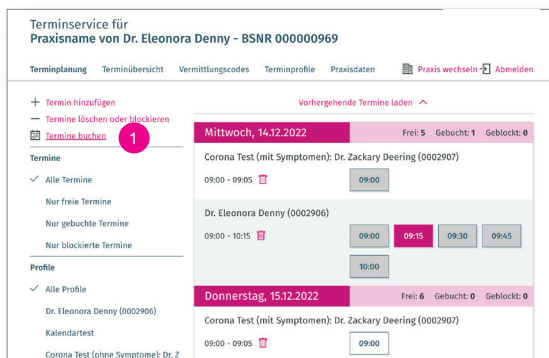 Terminservice für
Praxisname von Dr. Eleonora Denny - BSNR 000000969
Terminplanung Terminübersicht Vermittlungscodes Terminprofile Praxisdaten Praxis wechseln Abmelden
+ Termin hinzufügen
− Termine löschen oder blockieren
Termine buchen
1
Termine
✓ Alle Termine
Nur freie Termine
Nur gebuchte Termine
Nur blockierte Termine
Profile
✓ Alle Profile
Dr. Eleonora Denny (0002906)
Kalendartest
Corona Test (ohne Symptome): Dr. Z
Vorhergehende Termine laden
Mittwoch, 14.12.2022 Frei: 5 Gebucht: 1 Geblockt: 0
Corona Test (mit Symptomen): Dr. Zackary Deering (0002907)
09:00 - 09:05 09:00
Dr. Eleonora Denny (0002906)
09:00 - 10:15 09:00 09:15 09:30 09:45
10:00
Donnerstag, 15.12.2022 Frei: 6 Gebucht: 0 Geblockt: 0
Corona Test (mit Symptomen): Dr. Zackary Deering (0002907)
09:00 - 09:05 09:00